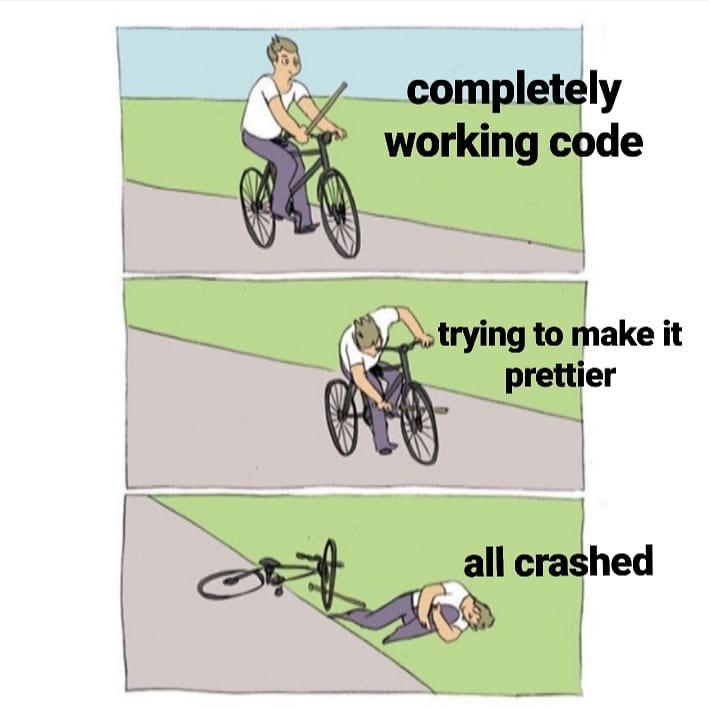 completely
working code
trying to make it
prettier
all crashed